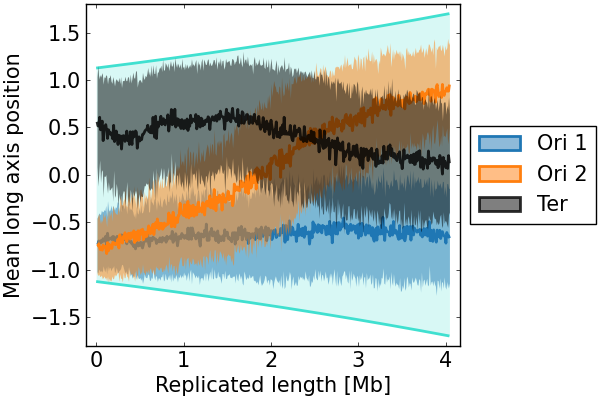 1.5
1.0
0.5
0.0
−0.5
−1.0
−1.5
Mean long axis position
0 1 2 3 4
Replicated length [Mb]
Ori 1
Ori 2
Ter